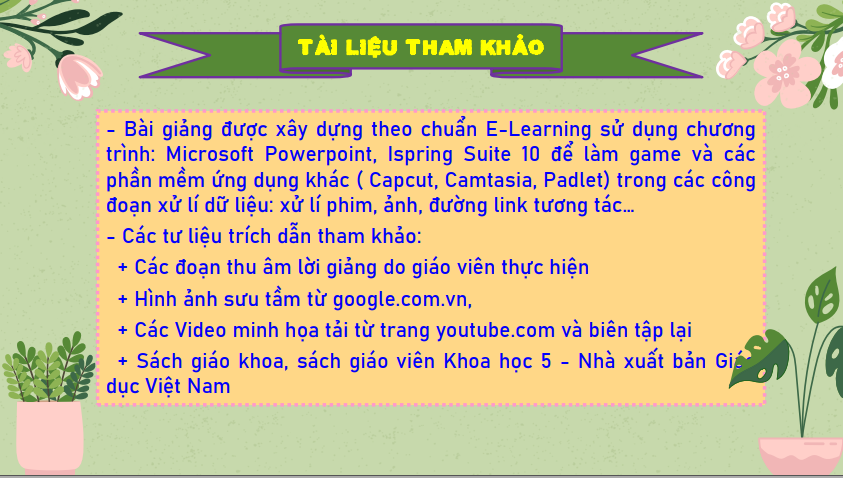 TÀI LIỆU THAM KHẢO
- Bài giảng được xây dựng theo chuẩn E-Learning sử dụng chương
trình: Microsoft Powerpoint, Ispring Suite 10 để làm game và các
phần mềm ứng dụng khác ( Capcut, Camtasia, Padlet) trong các công
đoạn xử lí dữ liệu: xử lí phim, ảnh, đường link tương tác...
- Các tư liệu trích dẫn tham khảo:
+ Các đoạn thu âm lời giảng do giáo viên thực hiện
+ Hình ảnh sưu tầm từ google.com.vn,
+ Các Video minh họa tải từ trang youtube.com và biên tập lại
+ Sách giáo khoa, sách giáo viên Khoa học 5 - Nhà xuất bản Giáo
dục Việt Nam